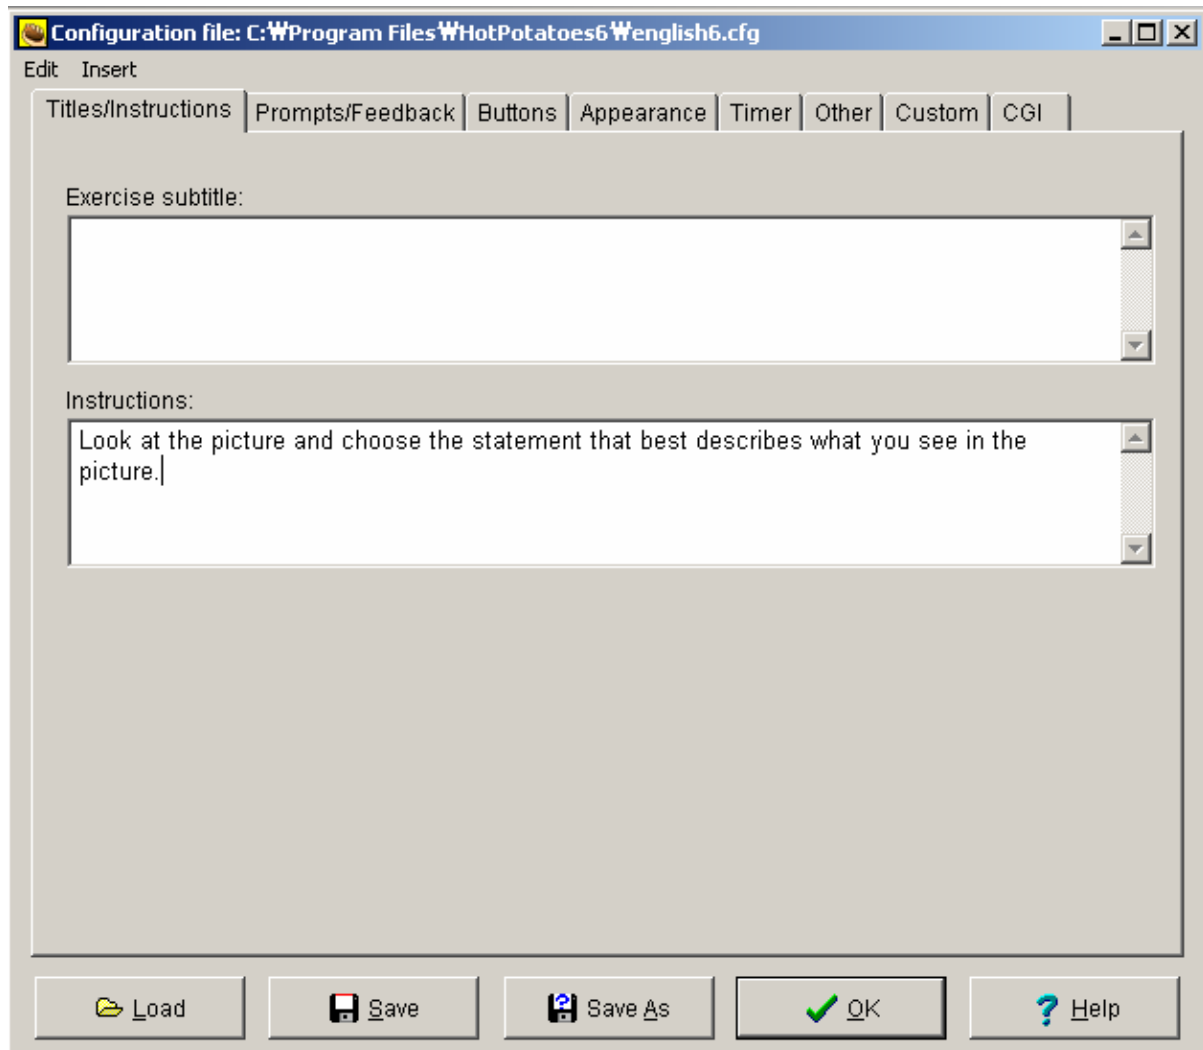 Configuration file: C:₩Program Files₩HotPotatoes6₩english6.cfg
Edit Insert
Titles/Instructions Prompts/Feedback Buttons Appearance Timer Other Custom CGI
Exercise subtitle:
Instructions:
Look at the picture and choose the statement that best describes what you see in the
picture.
Load Save Save As OK Help